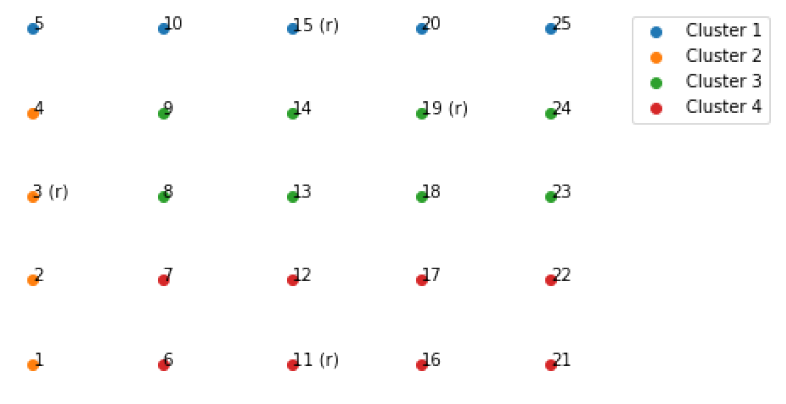 5 10 15 (r) 20 25
Cluster 1
Cluster 2
Cluster 3
Cluster 4
4 9 14 19 (r) 24
3 (r) 8 13 18 23
2 7 12 17 22
1 6 11 (r) 16 21